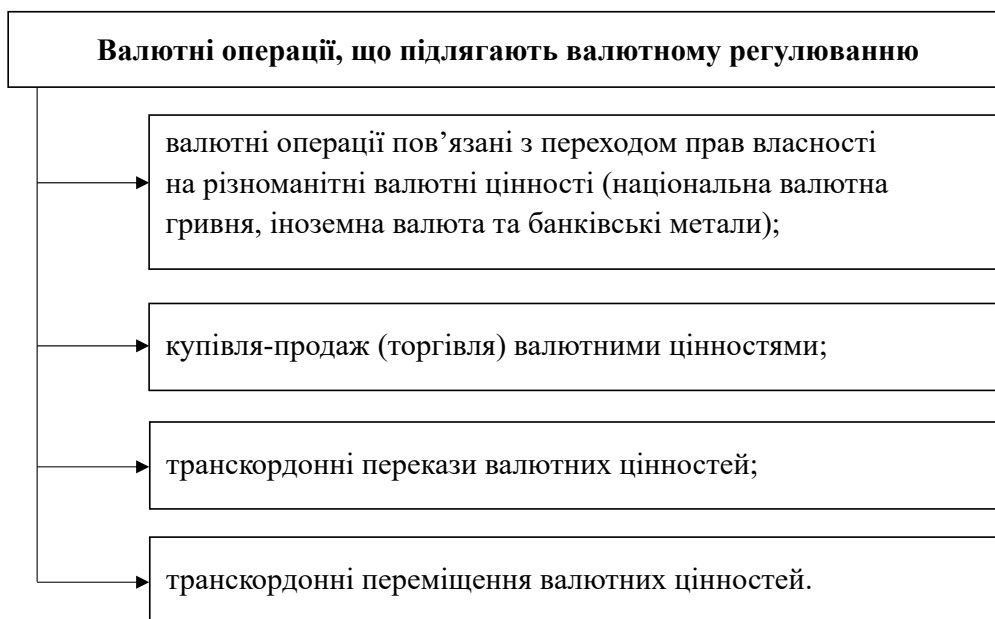 Валютні операції, що підлягають валютному регулюванню
валютні операції пов’язані з переходом прав власності
на різноманітні валютні цінності (національна валютна
гривня, іноземна валюта та банківські метали);
купівля-продаж (торгівля) валютними цінностями;
транскордонні перекази валютних цінностей;
транскордонні переміщення валютних цінностей.